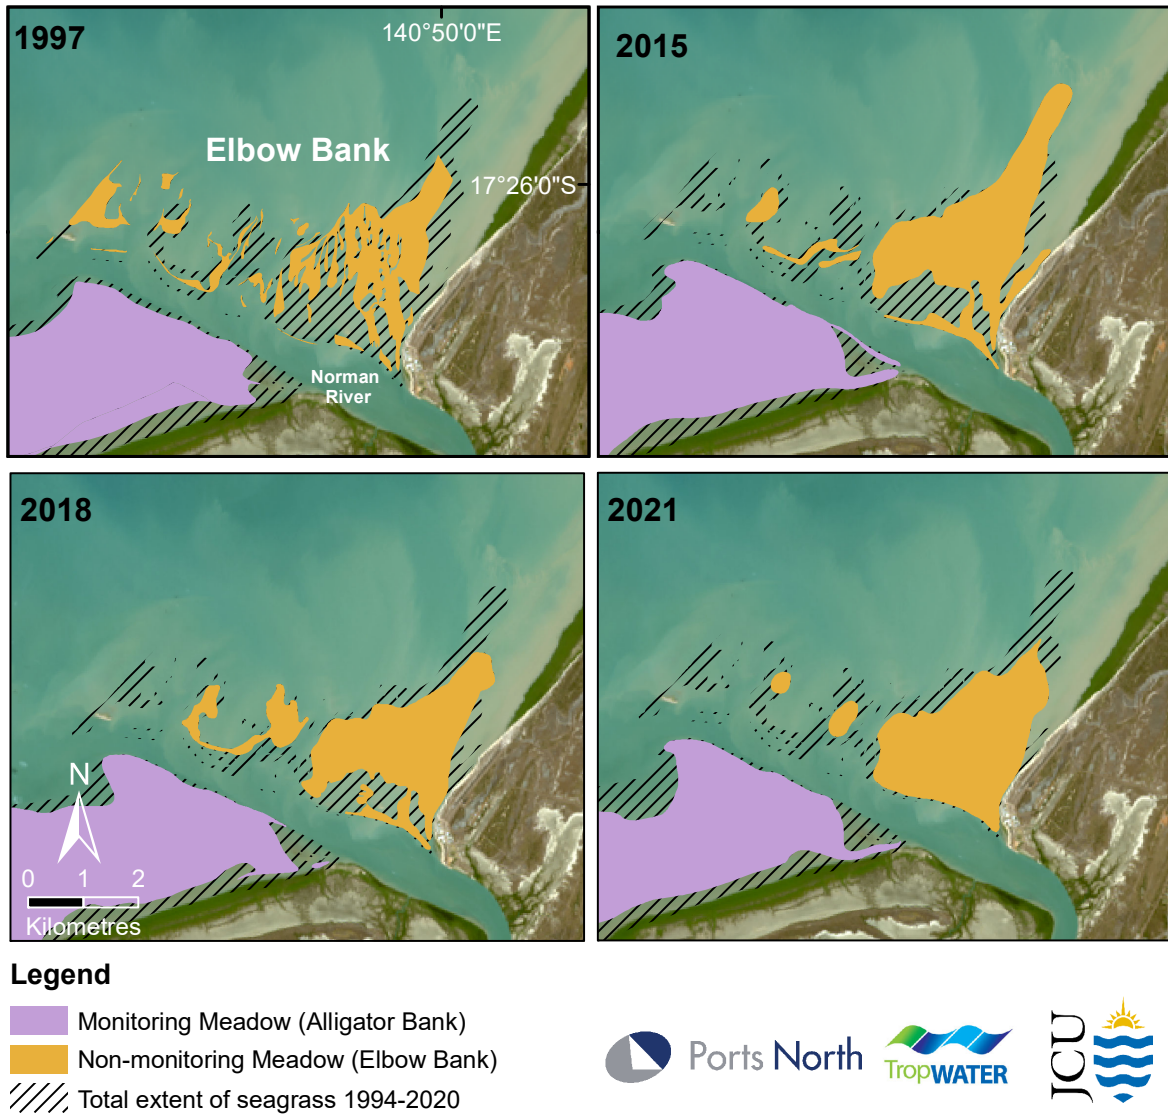 1997
140°50'0"E
2015
Elbow Bank
17°26'0"S
Norman
River
2018
2021
N
0 1 2
Kilometres
Legend
Monitoring Meadow (Alligator Bank)
Non-monitoring Meadow (Elbow Bank)
Total extent of seagrass 1994-2020
Ports North
TropWATER
JCU